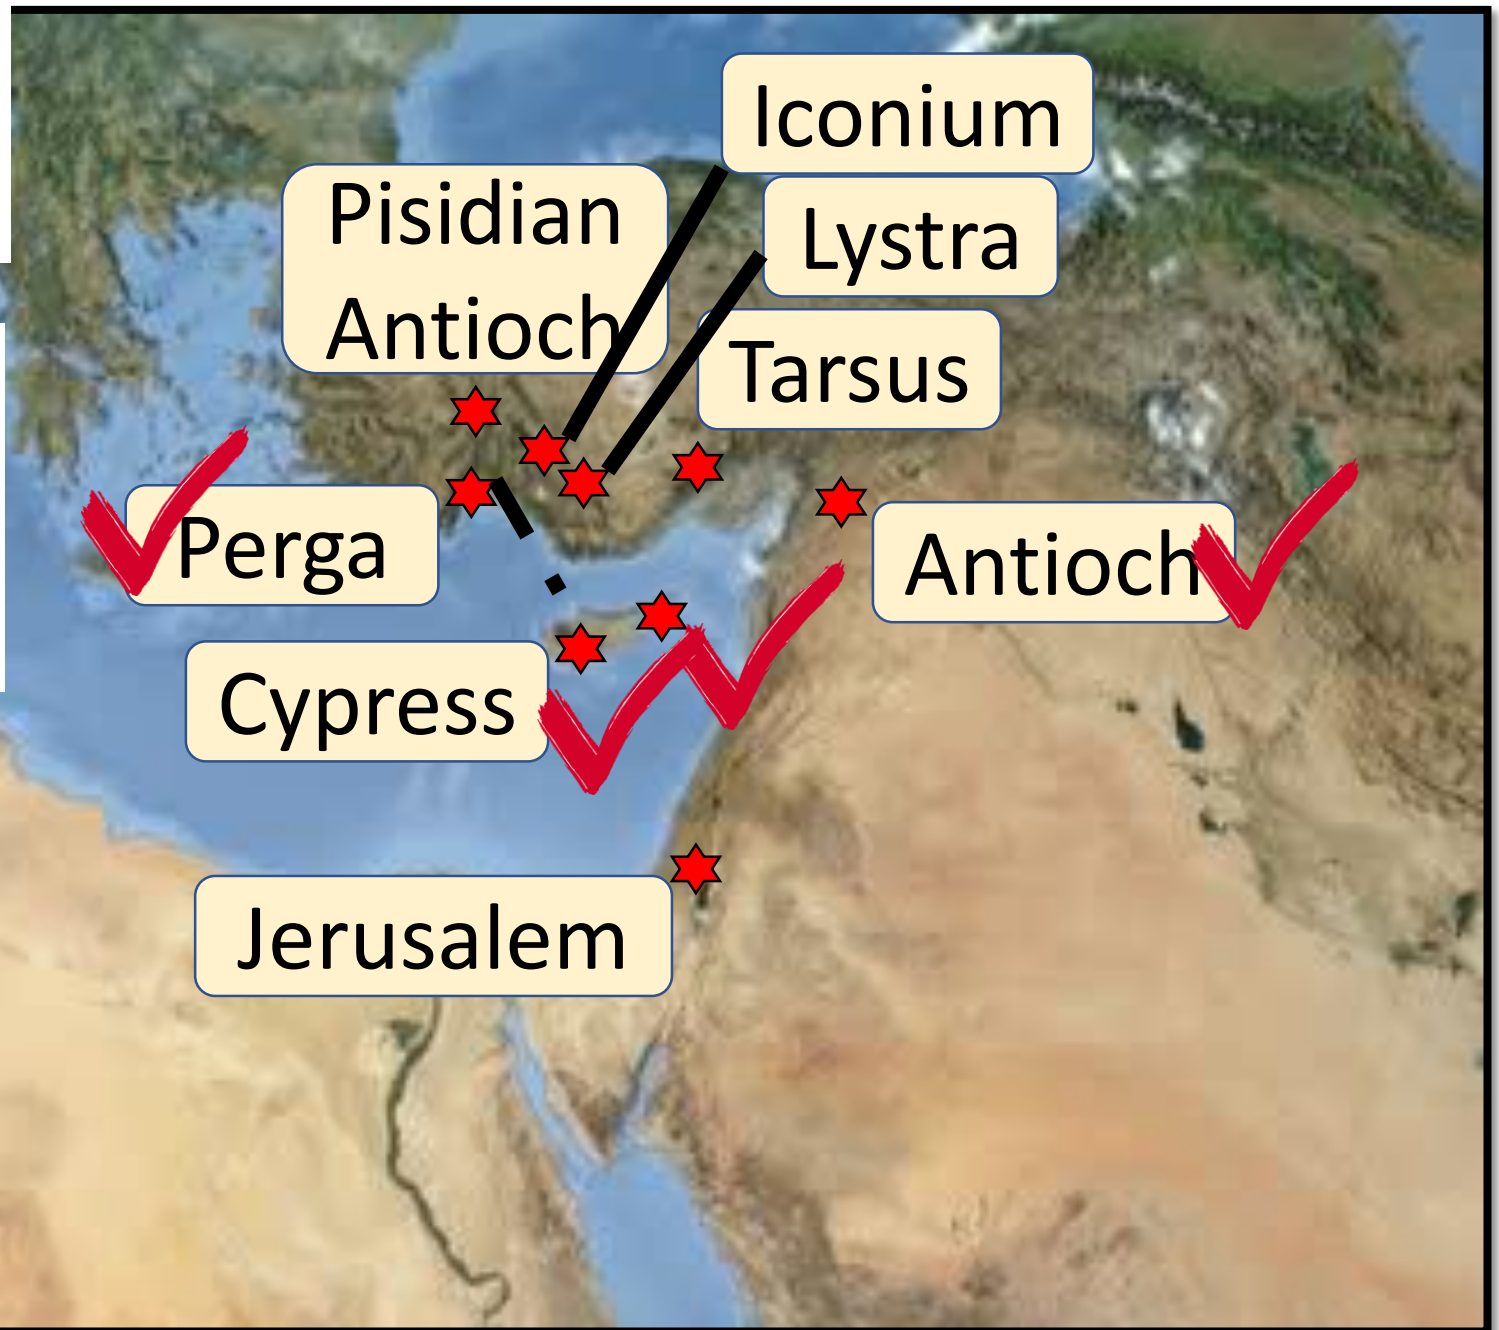 Iconium
Pisidian
Antioch
Lystra
Tarsus
Perga
Antioch
Cypress
Jerusalem